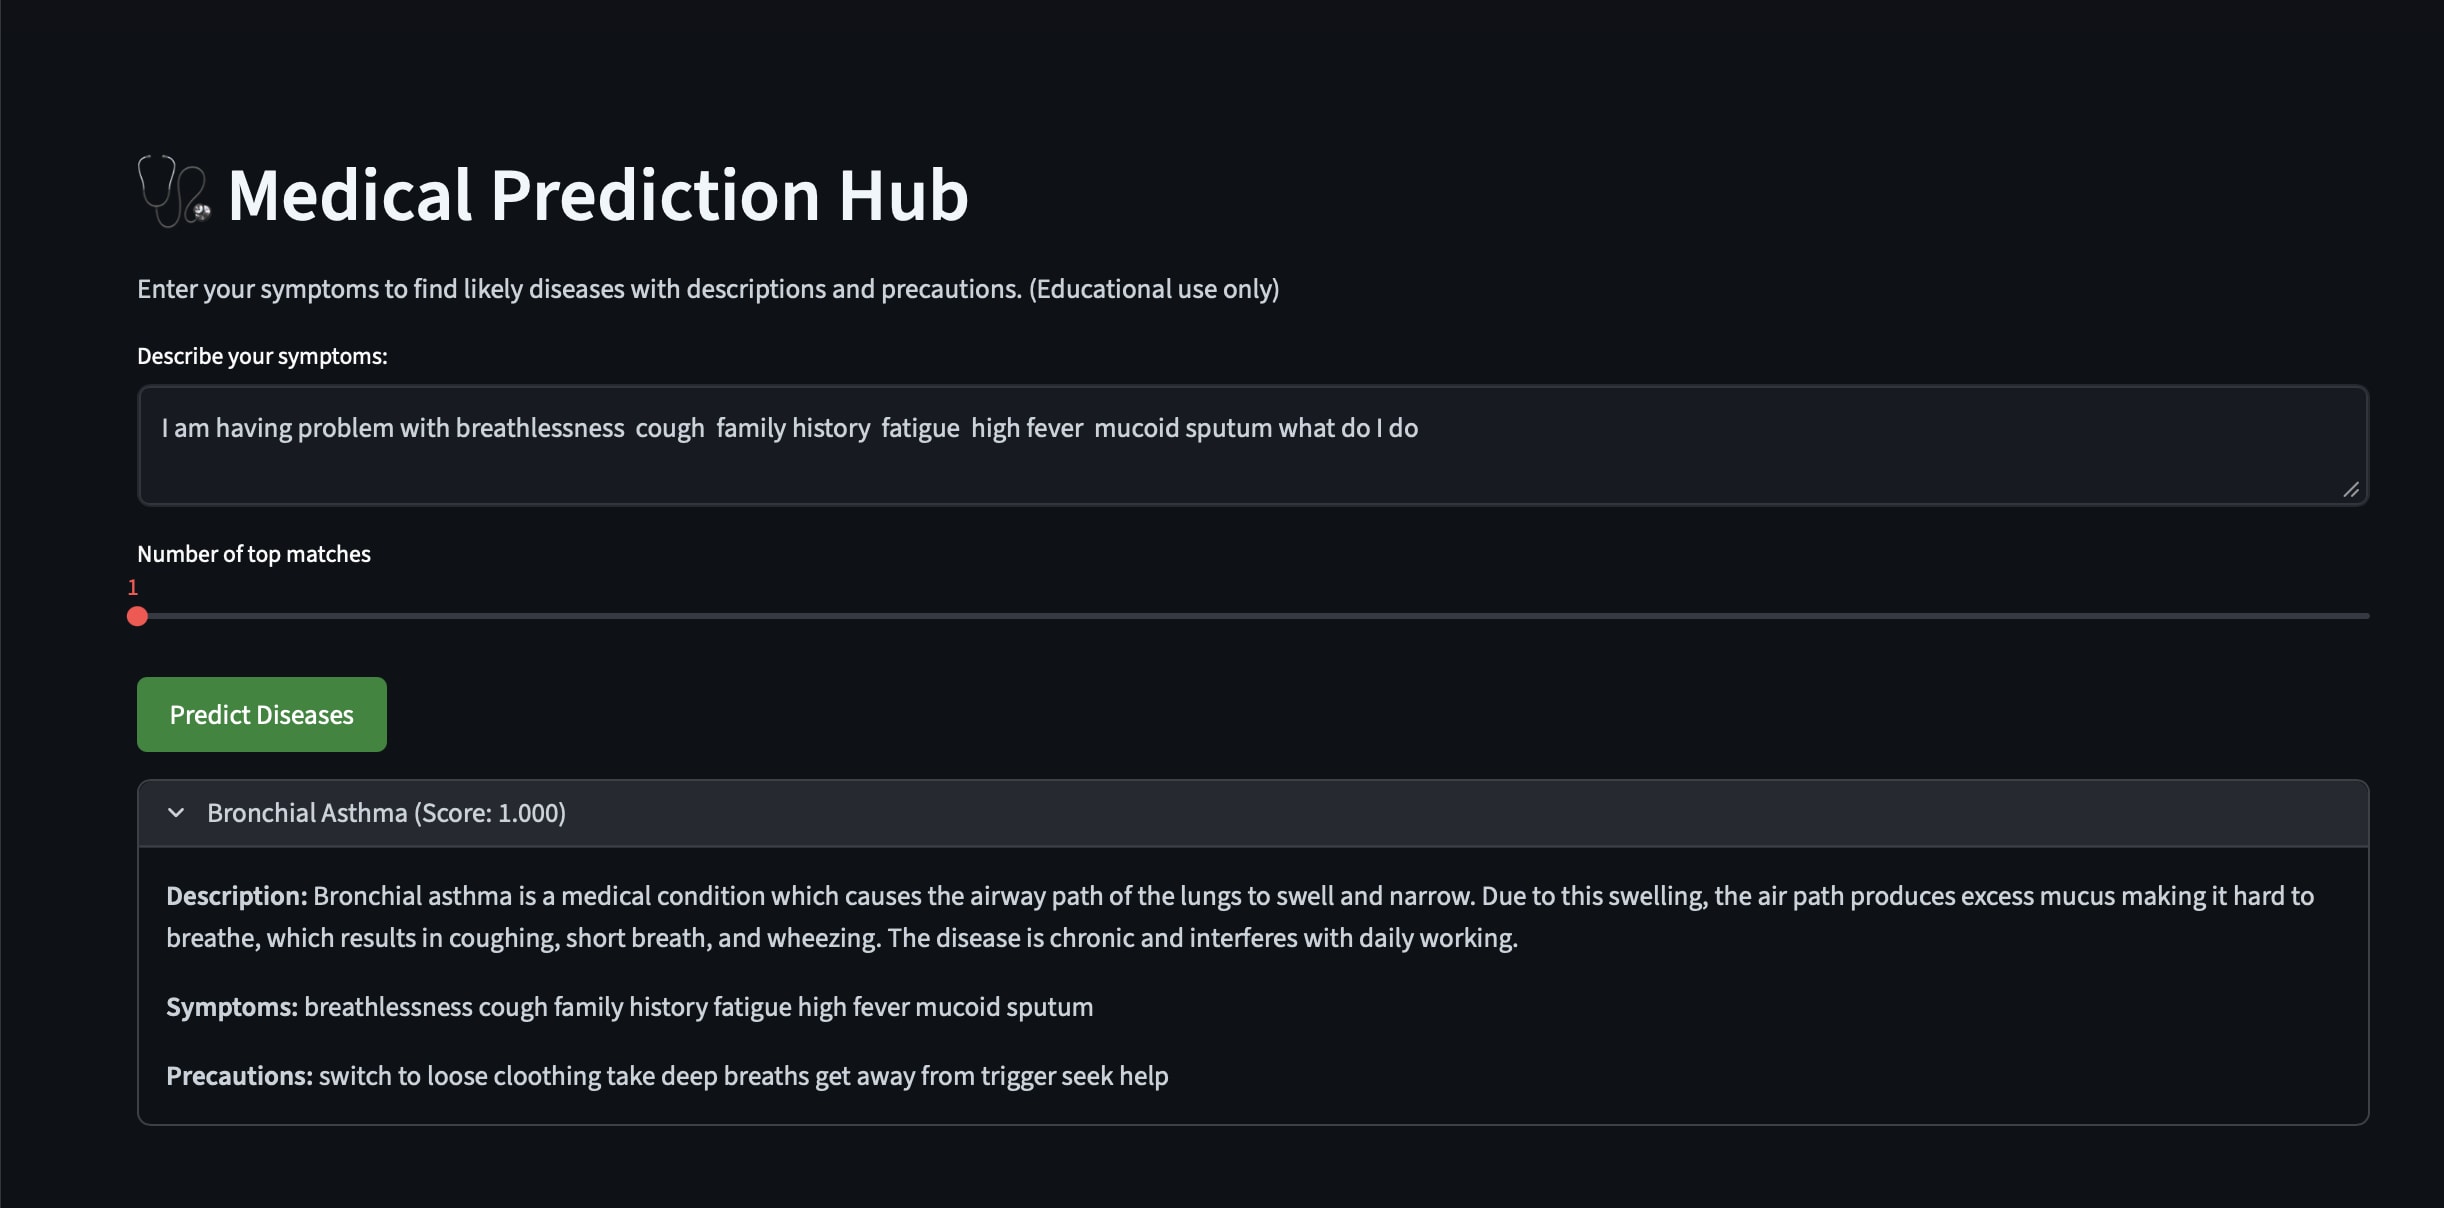 Medical Prediction Hub
Enter your symptoms to find likely diseases with descriptions and precautions. (Educational use only)
Describe your symptoms:
I am having problem with breathlessness  cough  family history  fatigue  high fever  mucoid sputum what do I do
Number of top matches
1
Predict Diseases
Bronchial Asthma (Score: 1.000)
Description: Bronchial asthma is a medical condition which causes the airway path of the lungs to swell and narrow. Due to this swelling, the air path produces excess mucus making it hard to
breathe, which results in coughing, short breath, and wheezing. The disease is chronic and interferes with daily working.
Symptoms: breathlessness cough family history fatigue high fever mucoid sputum
Precautions: switch to loose cloothing take deep breaths get away from trigger seek help